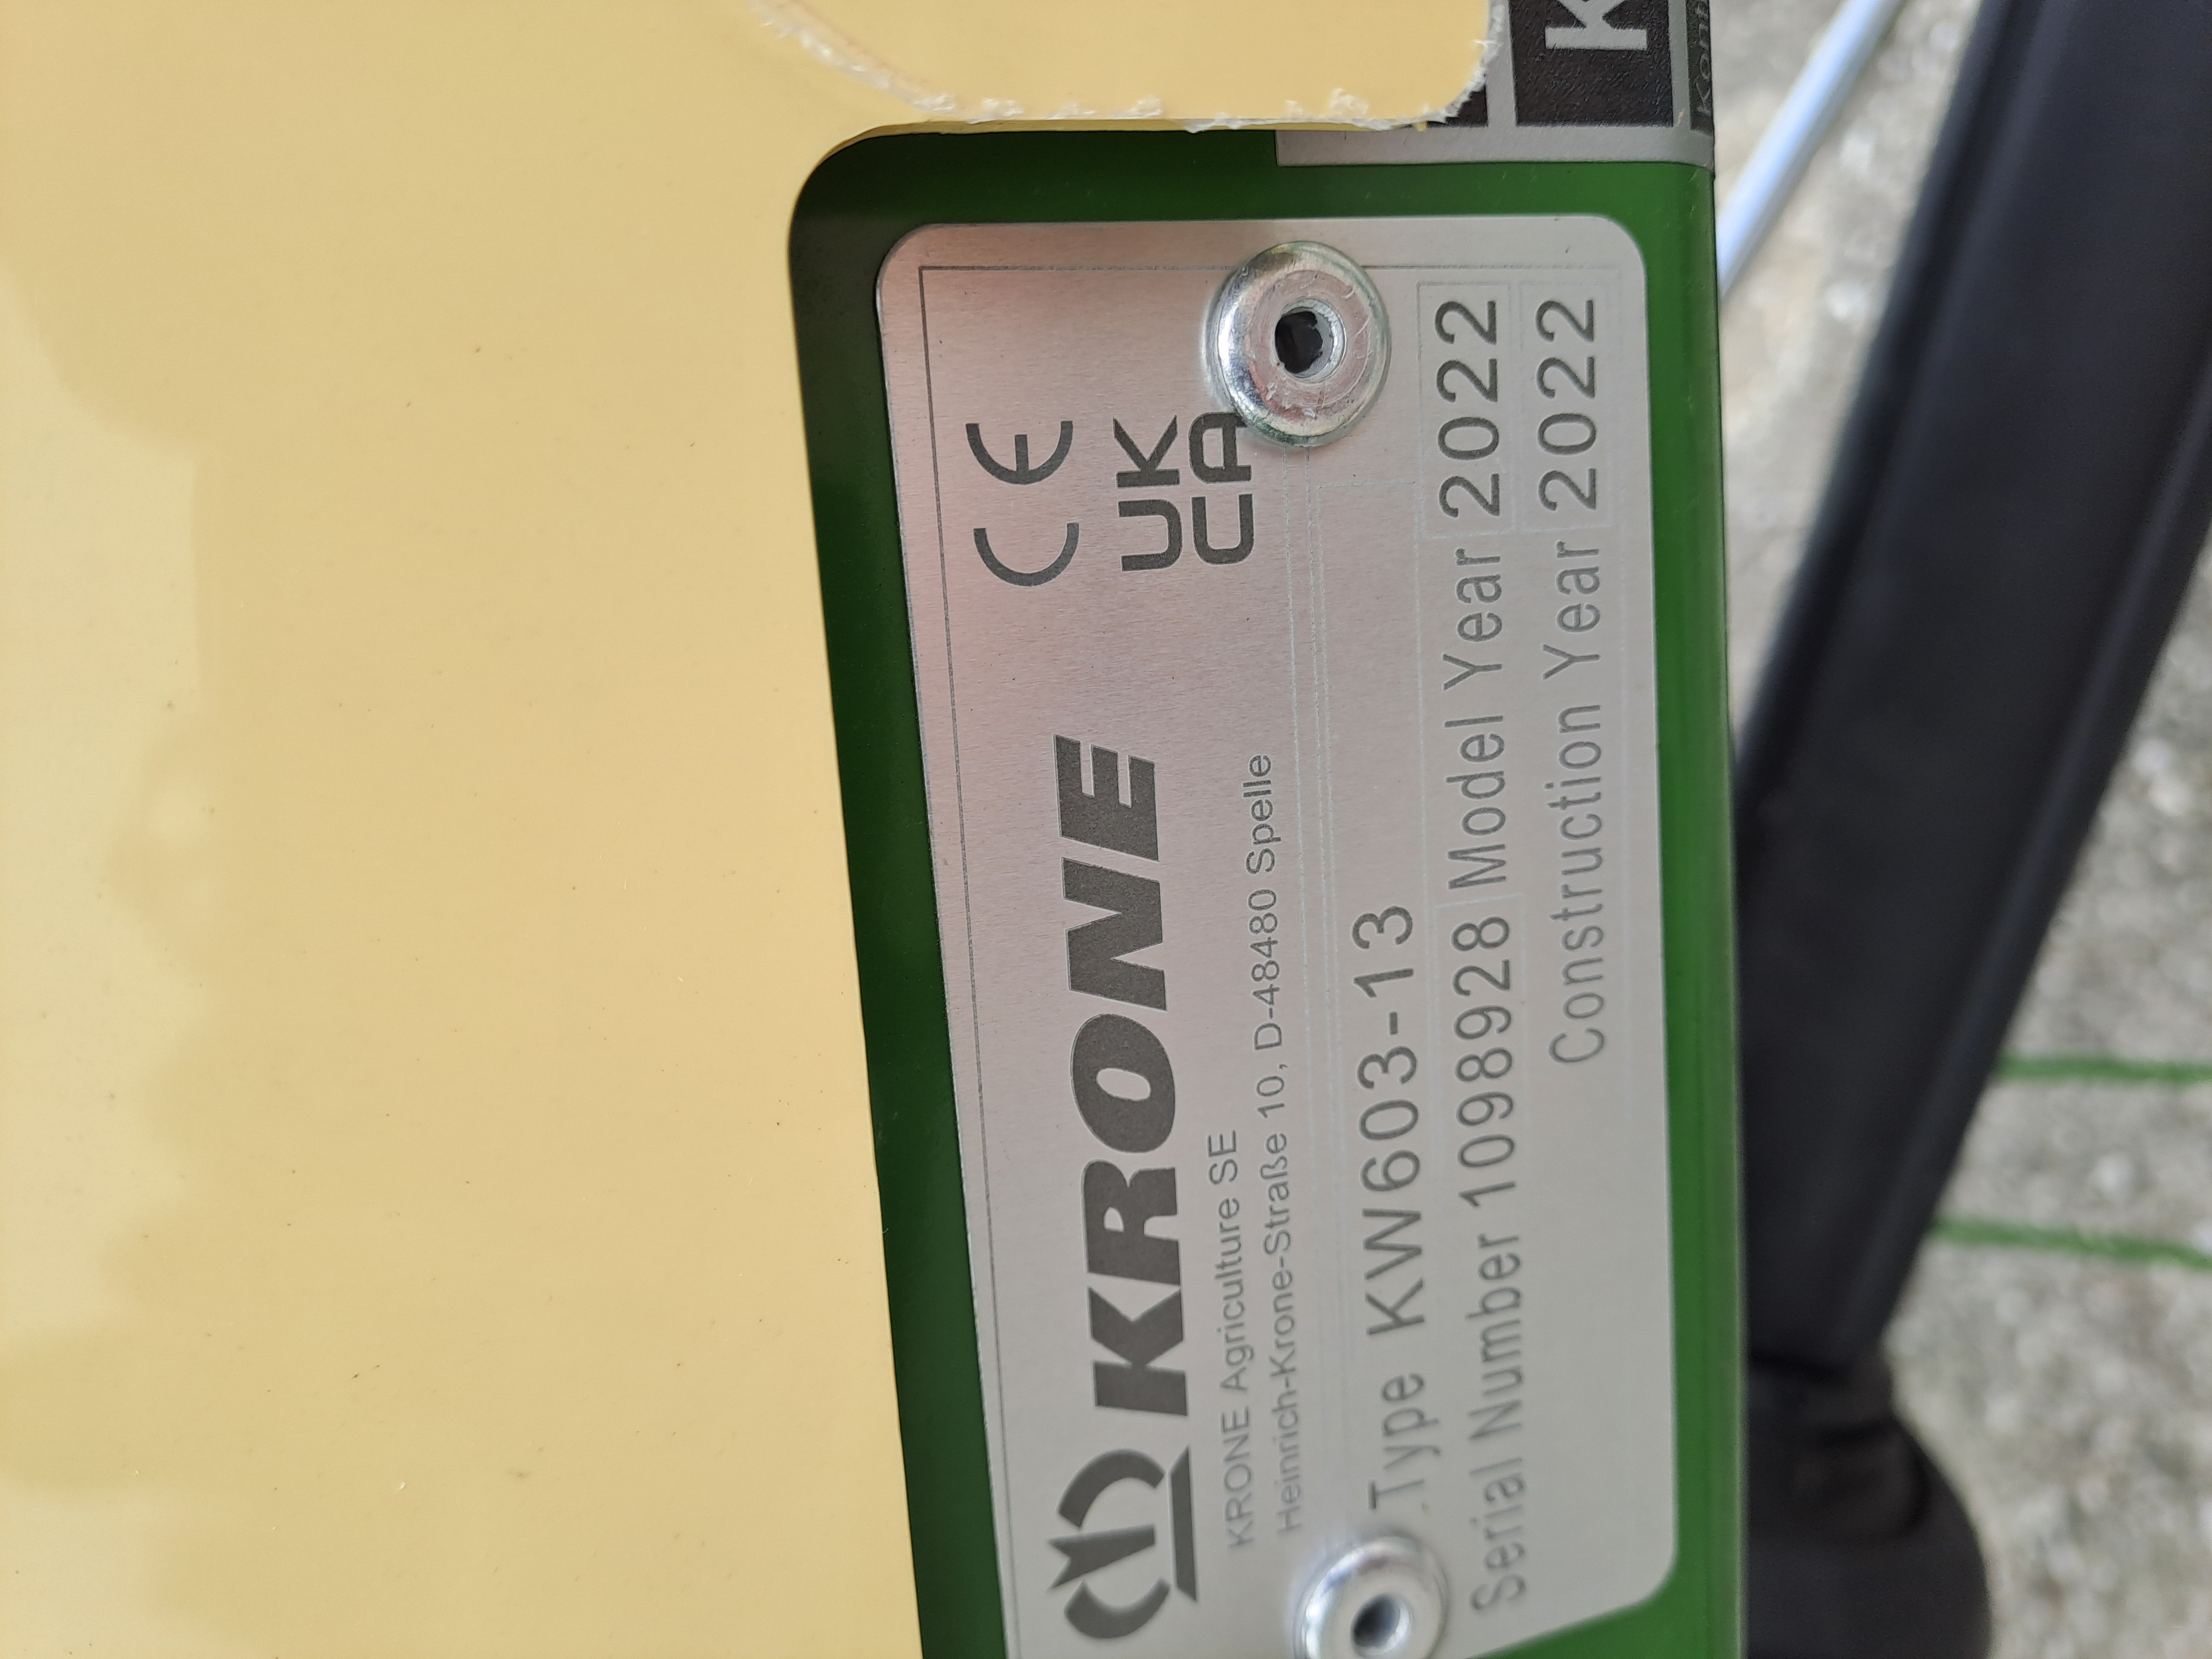 KRONE
CE
UK
CA
KRONE Agriculture SE
Heinrich-Krone-Straße 10, D-48480 Spelle
Type KW603-13
Serial Number 1098928 Model Year 2022
Construction Year 2022
K